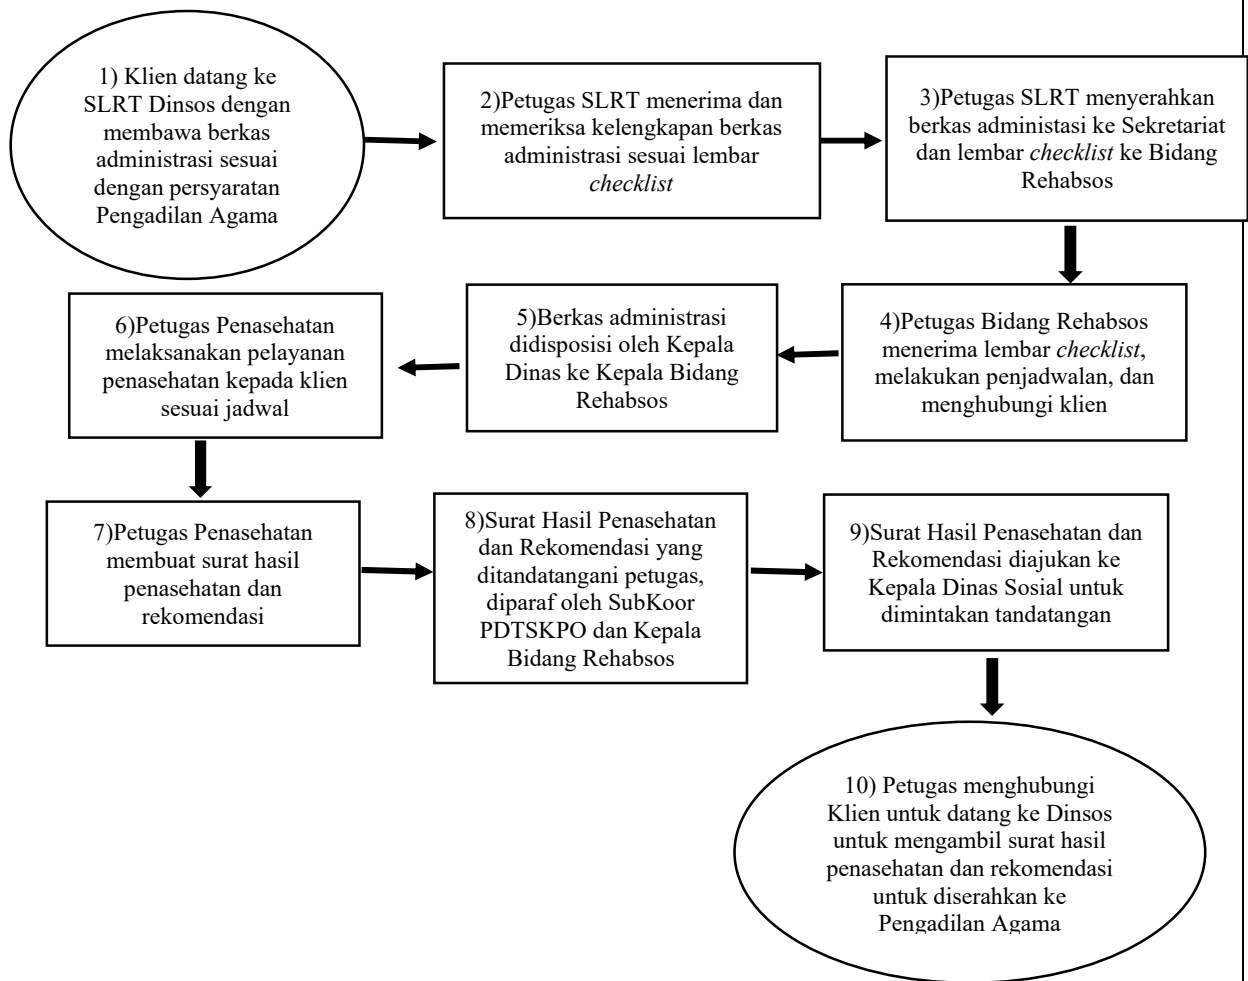 1) Klien datang ke
SLRT Dinsos dengan
membawa berkas
administrasi sesuai
dengan persyaratan
Pengadilan Agama
2)Petugas SLRT menerima dan
memeriksa kelengkapan berkas
administrasi sesuai lembar
checklist
3)Petugas SLRT menyerahkan
berkas administasi ke Sekretariat
dan lembar checklist ke Bidang
Rehabsos
4)Petugas Bidang Rehabsos
menerima lembar checklist,
melakukan penjadwalan, dan
menghubungi klien
5)Berkas administrasi
didisposisi oleh Kepala
Dinas ke Kepala Bidang
Rehabsos
6)Petugas Penasehatan
melaksanakan pelayanan
penasehatan kepada klien
sesuai jadwal
7)Petugas Penasehatan
membuat surat hasil
penasehatan dan
rekomendasi
8)Surat Hasil Penasehatan
dan Rekomendasi yang
ditandatangani petugas,
diparaf oleh SubKoor
PDTSKPO dan Kepala
Bidang Rehabsos
9)Surat Hasil Penasehatan dan
Rekomendasi diajukan ke
Kepala Dinas Sosial untuk
dimintakan tandatangan
10) Petugas menghubungi
Klien untuk datang ke Dinsos
untuk mengambil surat hasil
penasehatan dan rekomendasi
untuk diserahkan ke
Pengadilan Agama